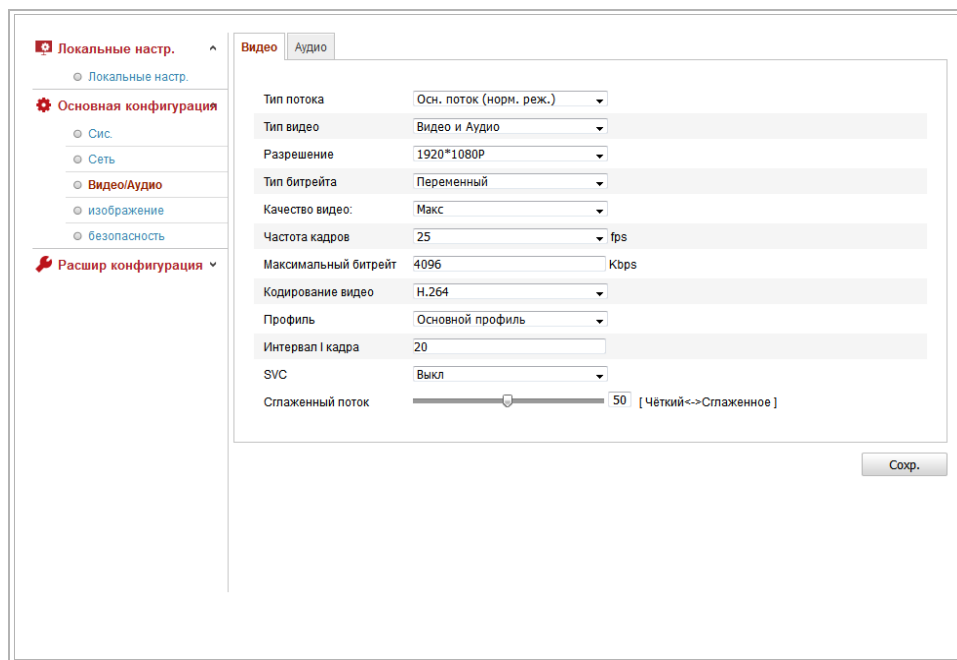 Локальные настр.
Локальные настр.
Основная конфигурация
Сис.
Сеть
Видео/Аудио
изображение
безопасность
Расшир конфигурация
Видео Аудио
Тип потока Осн. поток (норм. реж.)
Тип видео Видео и Аудио
Разрешение 1920*1080P
Тип битрейта Переменный
Качество видео: Макс
Частота кадров 25 fps
Максимальный битрейт 4096 Kbps
Кодирование видео H.264
Профиль Основной профиль
Интервал I кадра 20
SVC Выкл
Сглаженный поток 50 [ Чёткий<->Сглаженное ]
Сохр.